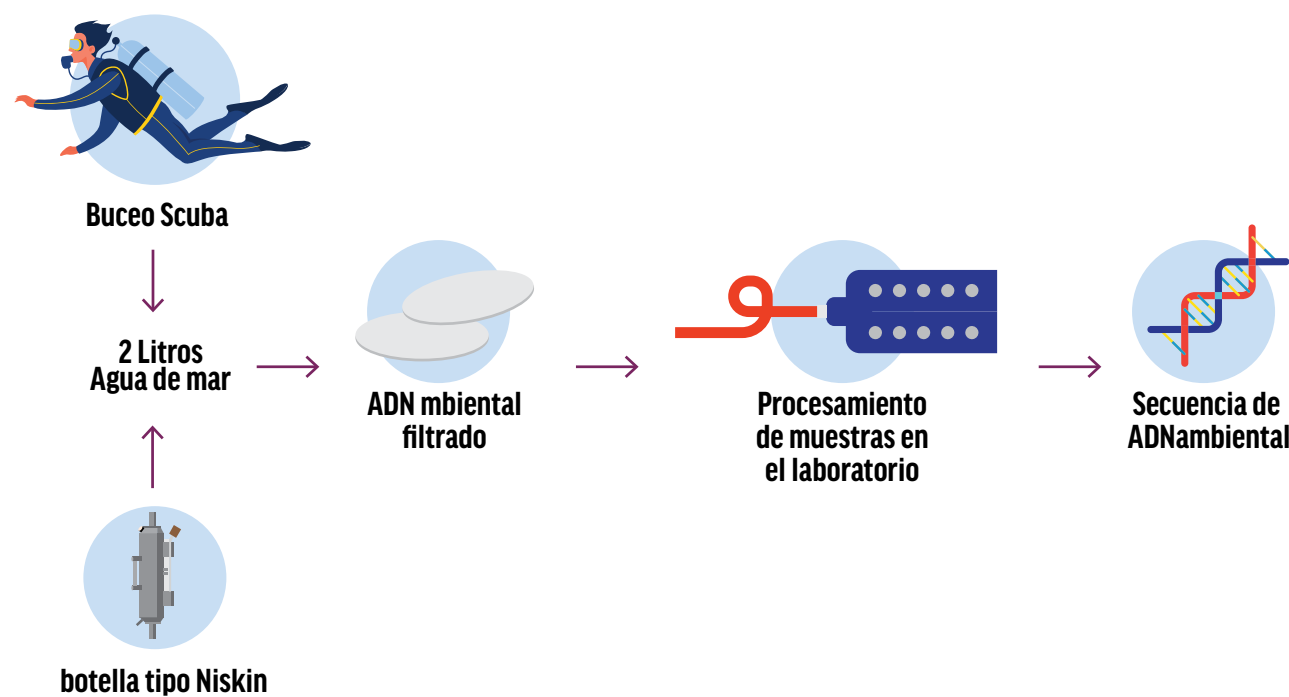 Buceo Scuba
2 Litros
Agua de mar
botella tipo Niskin
ADN mbiental
filtrado
Procesamiento
de muestras en
el laboratorio
Secuencia de
ADNambiental